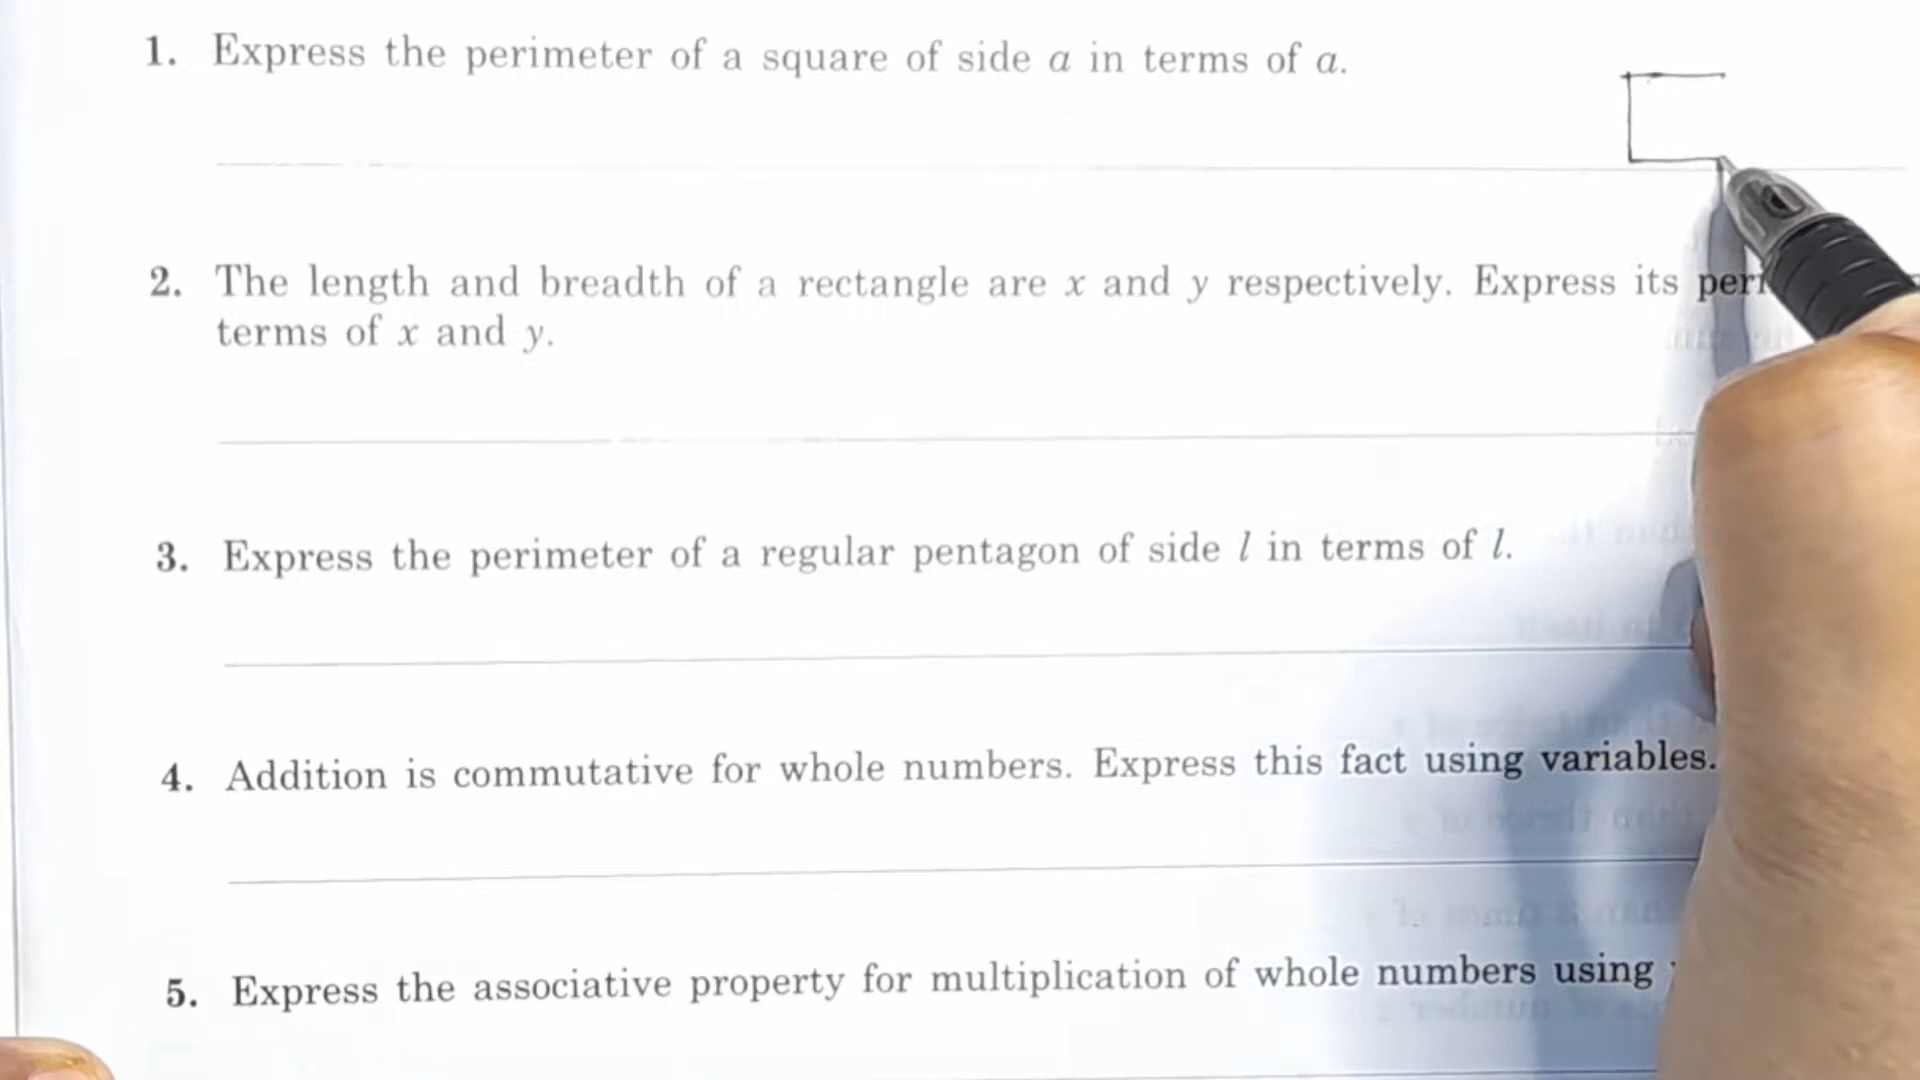 1. Express the perimeter of a square of side a in terms of a.
2. The length and breadth of a rectangle are x and y respectively. Express its
terms of x and y.
3. Express the perimeter of a regular pentagon of side l in terms of l.
4. Addition is commutative for whole numbers. Express this fact using variables.
5. Express the associative property for multiplication of whole numbers using